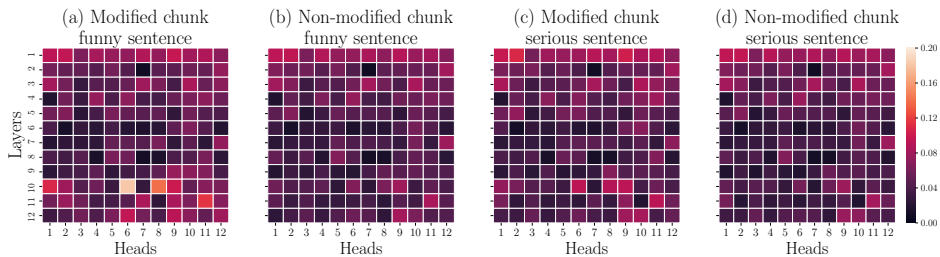 (a) Modified chunk
funny sentence
(b) Non-modified chunk
funny sentence
(c) Modified chunk
serious sentence
(d) Non-modified chunk
serious sentence
Layers
1
2
3
4
5
6
7
8
9
10
11
12
1 2 3 4 5 6 7 8 9 10 11 12
Heads
1 2 3 4 5 6 7 8 9 10 11 12
Heads
1 2 3 4 5 6 7 8 9 10 11 12
Heads
1 2 3 4 5 6 7 8 9 10 11 12
Heads
0.20
0.16
0.12
0.08
0.04
0.00